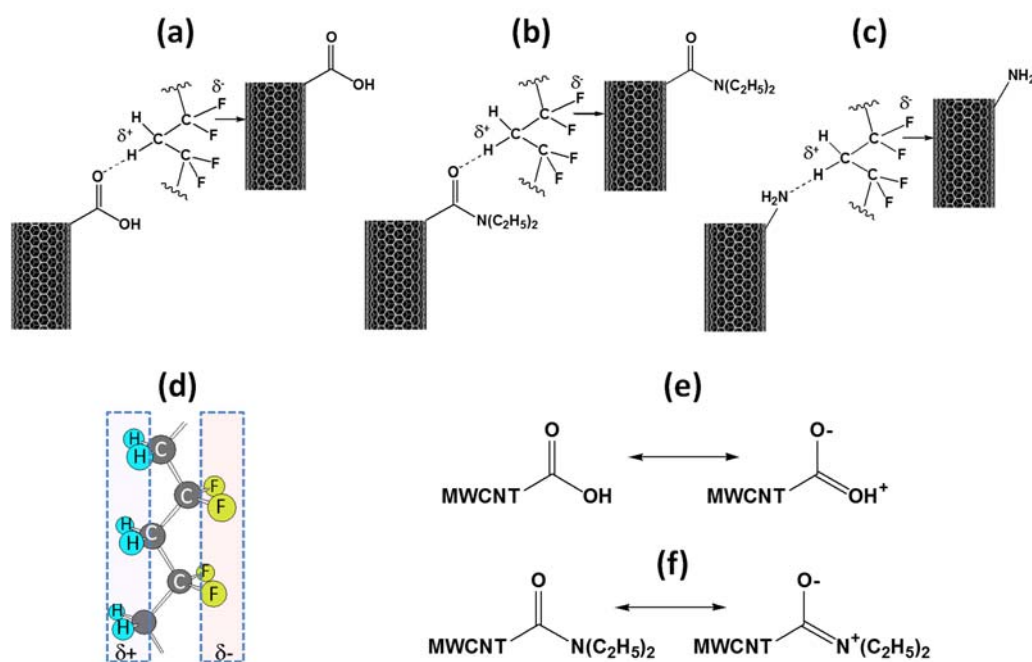 (a)
O
OH
δ-
F
H
C
F
δ+
C
H
C
F
F
O
OH
(b)
O
N(C₂H₅)₂
δ-
F
H
C
F
δ+
C
H
C
F
F
O
N(C₂H₅)₂
(c)
NH₂
δ-
F
H
C
F
δ+
C
H
C
F
F
H₂N
(d)
H
H
C
F
C
F
H
H
C
F
C
F
H
H
C
δ+ δ-
(e)
O
MWCNT OH
O-
MWCNT OH⁺
(f)
O
MWCNT N(C₂H₅)₂
O-
MWCNT N⁺(C₂H₅)₂